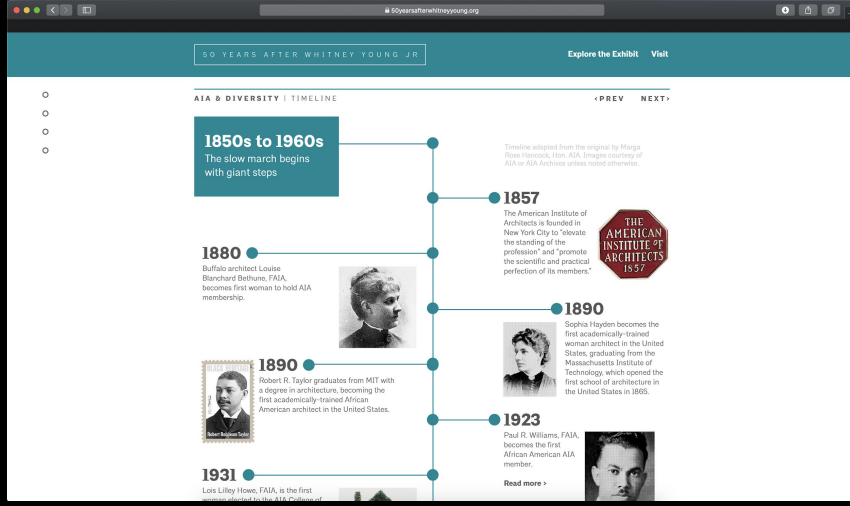 50yearsafterwhitneyyoung.org
50 YEARS AFTER WHITNEY YOUNG JR
Explore the Exhibit
Visit
AIA & DIVERSITY | TIMELINE
‹PREV
NEXT›
1850s to 1960s
The slow march begins
with giant steps
Timeline adapted from the original by Marga
Rose Hancock, Hon. AIA. Images courtesy of
AIA or AIA Archives unless noted otherwise.
1857
The American Institute of
Architects is founded in
New York City to "elevate
the standing of the
profession" and "promote
the scientific and practical
perfection of its members."
THE
AMERICAN
INSTITUTE OF
ARCHITECTS
1857
1880
Buffalo architect Louise
Blanchard Bethune, FAIA,
becomes first woman to hold AIA
membership.
1890
Sophia Hayden becomes the
first academically-trained
woman architect in the United
States, graduating from the
Massachusetts Institute of
Technology, which opened the
first school of architecture in
the United States in 1865.
BLACK HERITAGE
Robert Robinson Taylor
1890
Robert R. Taylor graduates from MIT with
a degree in architecture, becoming the
first academically-trained African
American architect in the United States.
1923
Paul R. Williams, FAIA,
becomes the first
African American AIA
member.
Read more ›
1931
Lois Lilley Howe, FAIA, is the first
woman elected to the AIA College of